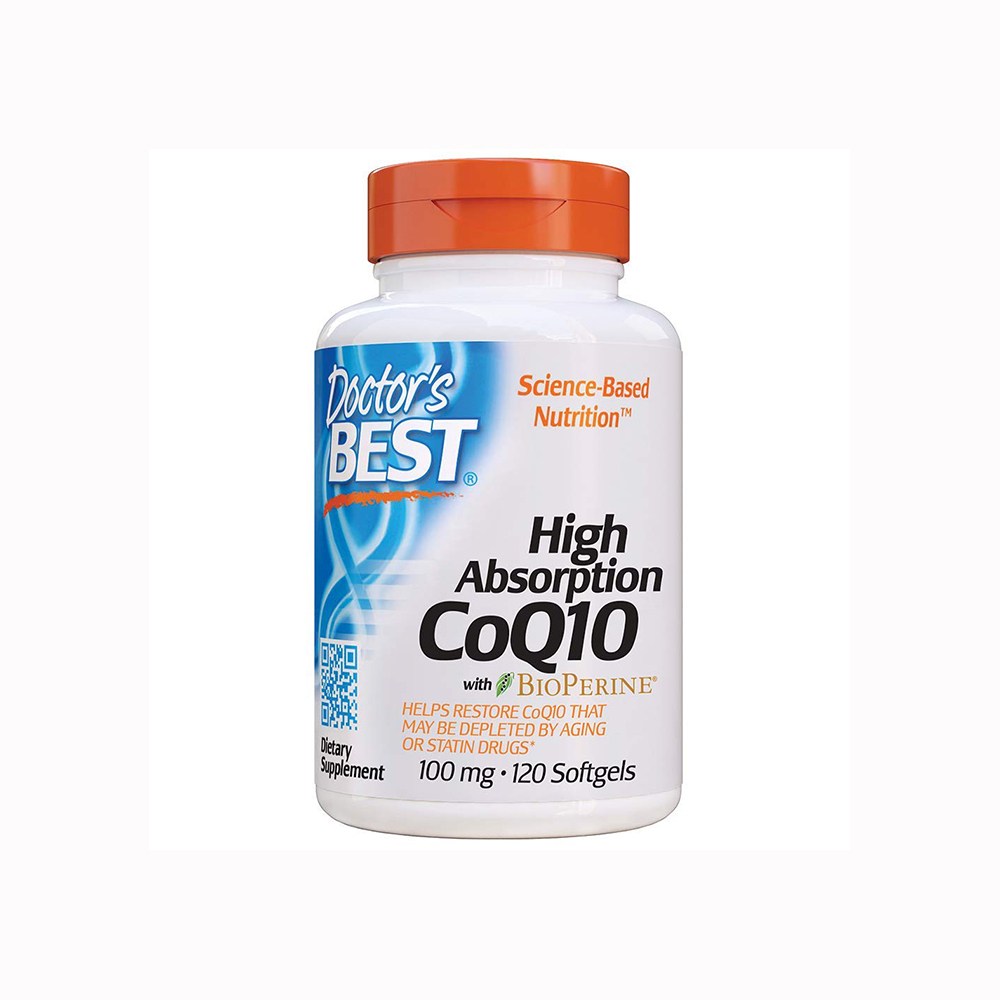 Doctor's
BEST®
Science-Based
Nutrition™
High
Absorption
CoQ10
with BIOPERINE®
HELPS RESTORE CoQ10 THAT
MAY BE DEPLETED BY AGING
OR STATIN DRUGS*
Dietary
Supplement
100 mg • 120 Softgels